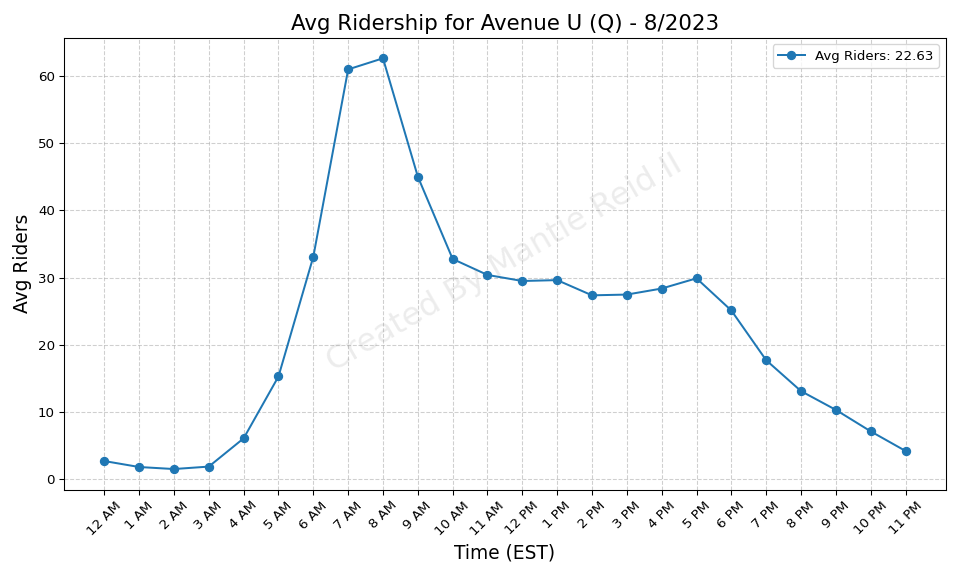 Avg Ridership for Avenue U (Q) - 8/2023
Avg Riders: 22.63
Avg Riders
60
50
40
30
20
10
0
Created By Mantie Reid II
12 AM
1 AM
2 AM
3 AM
4 AM
5 AM
6 AM
7 AM
8 AM
9 AM
10 AM
11 AM
12 PM
1 PM
2 PM
3 PM
4 PM
5 PM
6 PM
7 PM
8 PM
9 PM
10 PM
11 PM
Time (EST)